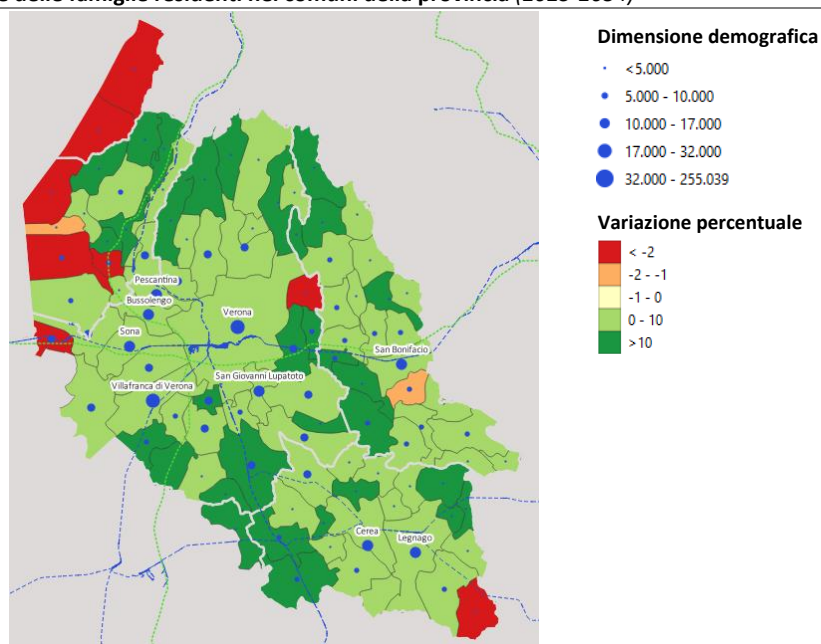 delle famiglie residenti nei comuni della provincia
Dimensione demografica
<5.000
5.000 - 10.000
10.000 - 17.000
17.000 - 32.000
32.000 - 255.039
Variazione percentuale
< -2
-2 - -1
-1 - 0
0 - 10
>10
Pescantina
Bussolengo
Verona
Sona
San Bonifacio
San Giovanni Lupatoto
Villafranca di Verona
Cerea
Legnago